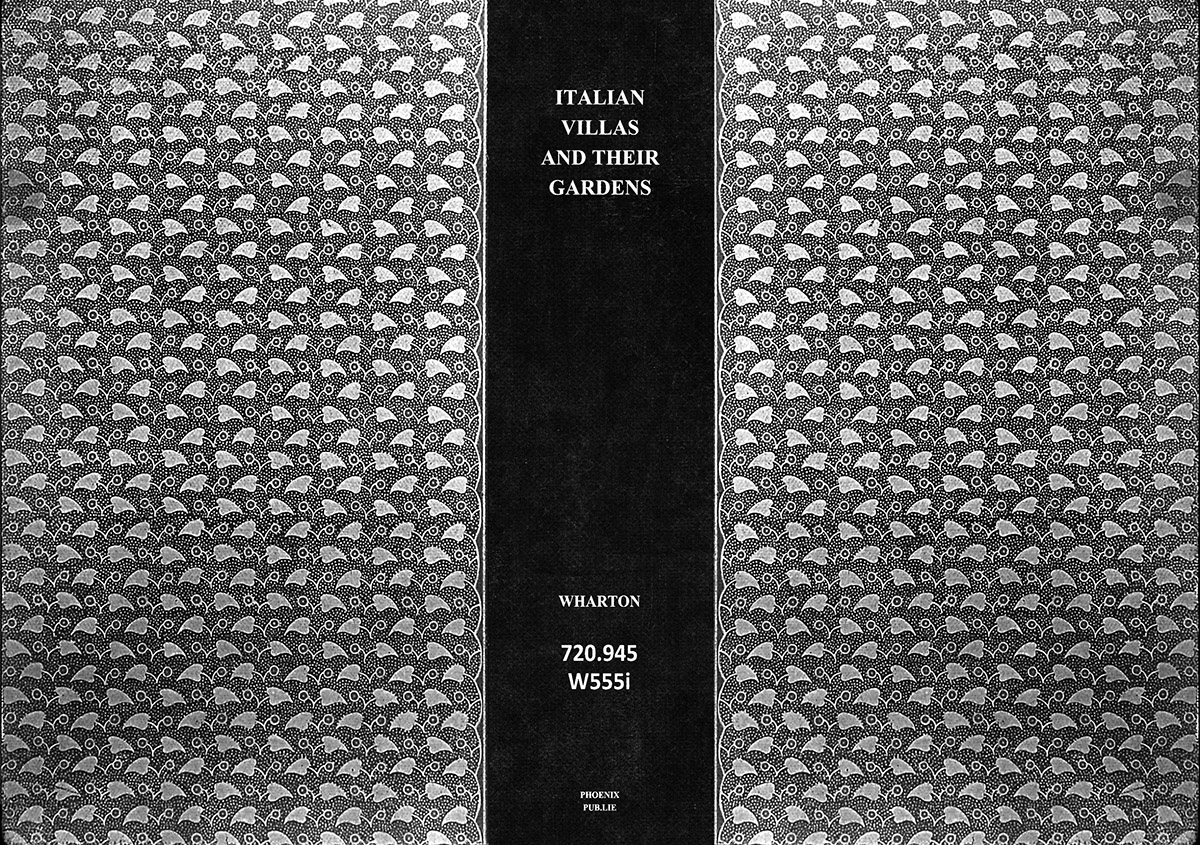 ITALIAN
VILLAS
AND THEIR
GARDENS
WHARTON
720.945
W555i
PHOENIX
PUB.LIE